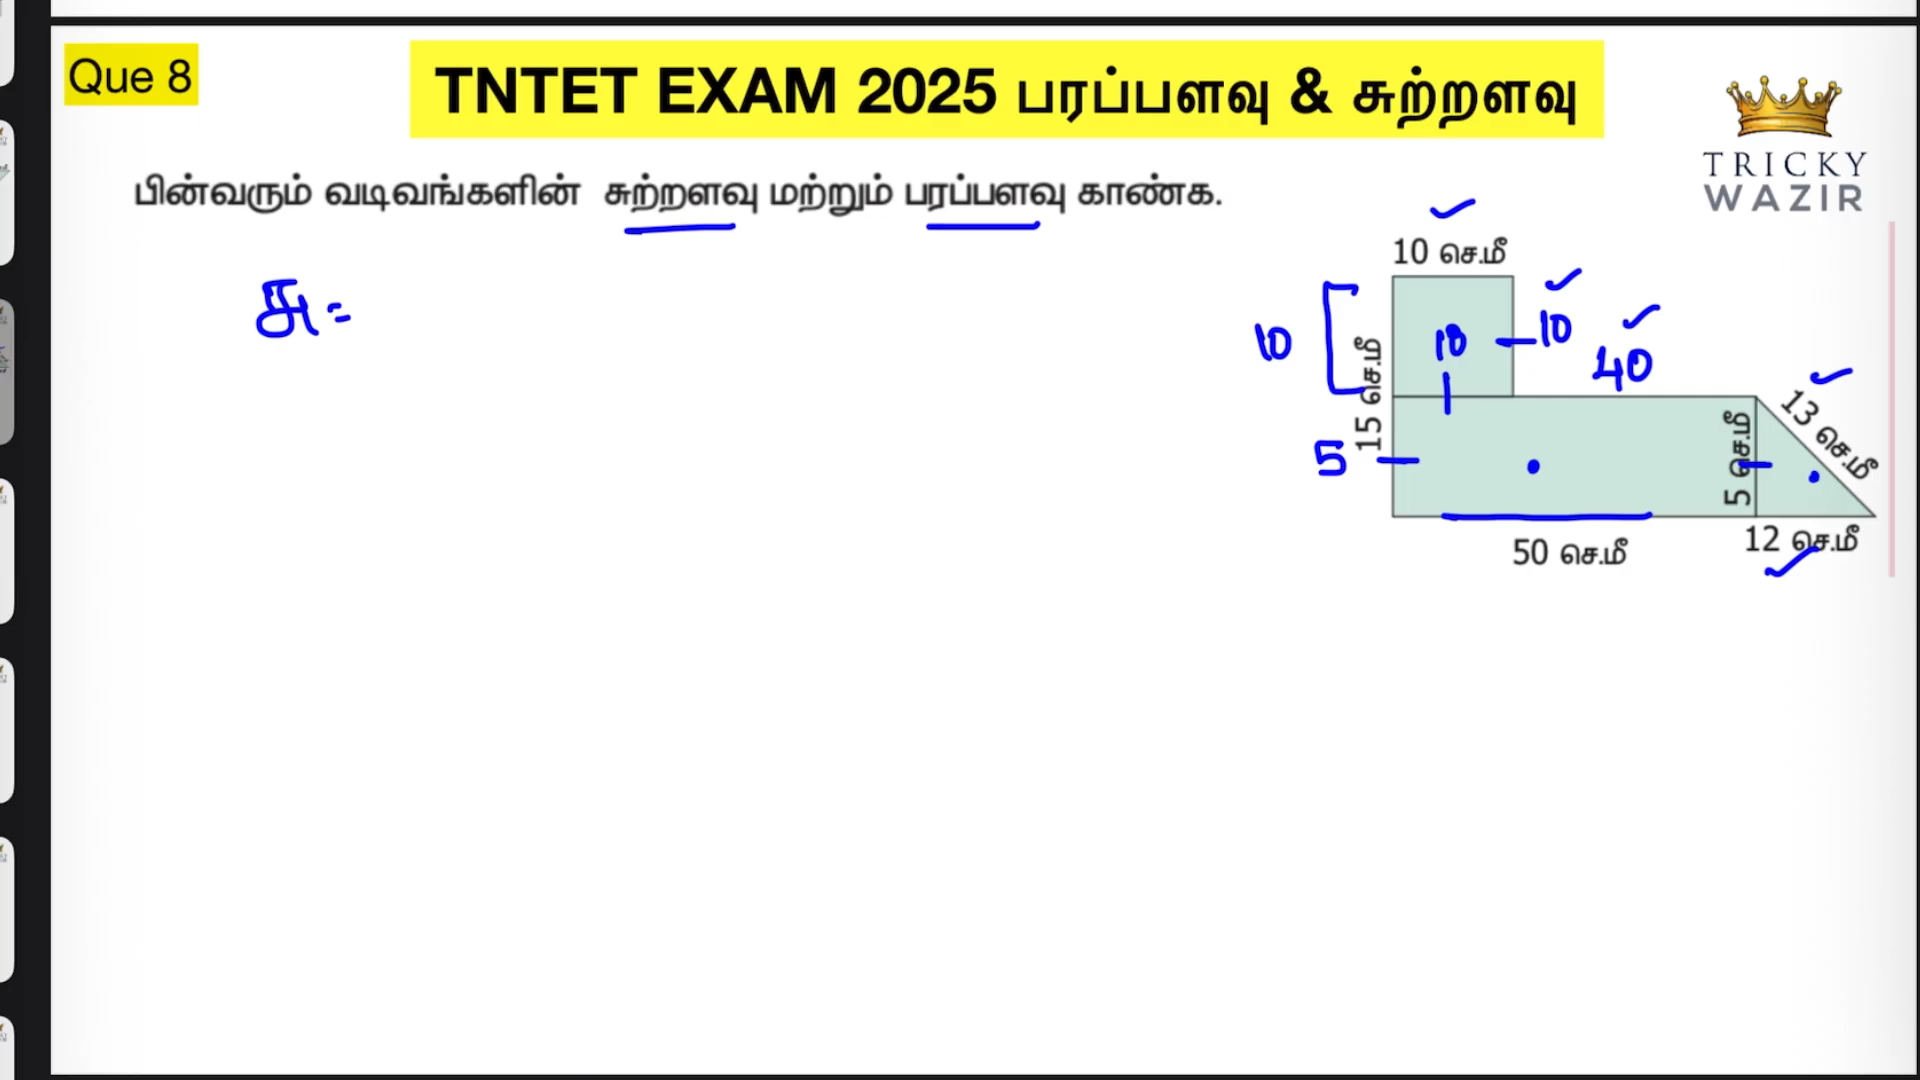 Que 8
TNTET EXAM 2025 பரப்பளவு & சுற்றளவு
TRICKY
WAZIR
பின்வரும் வடிவங்களின் சுற்றளவு மற்றும் பரப்பளவு காண்க.
சு =
10 செ.மீ
10
10
10
40
15 செ.மீ
13 செ.மீ
5
5 செ.மீ
50 செ.மீ
12 செ.மீ